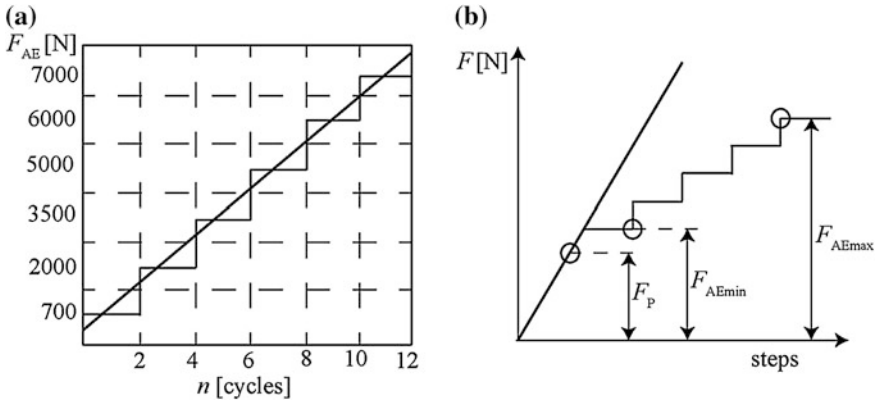 (a)
F_AE [N]
7000
6000
5000
3500
2000
700
2 4 6 8 10 12
n [cycles]
(b)
F [N]
F_P
F_AEmin
F_AEmax
steps